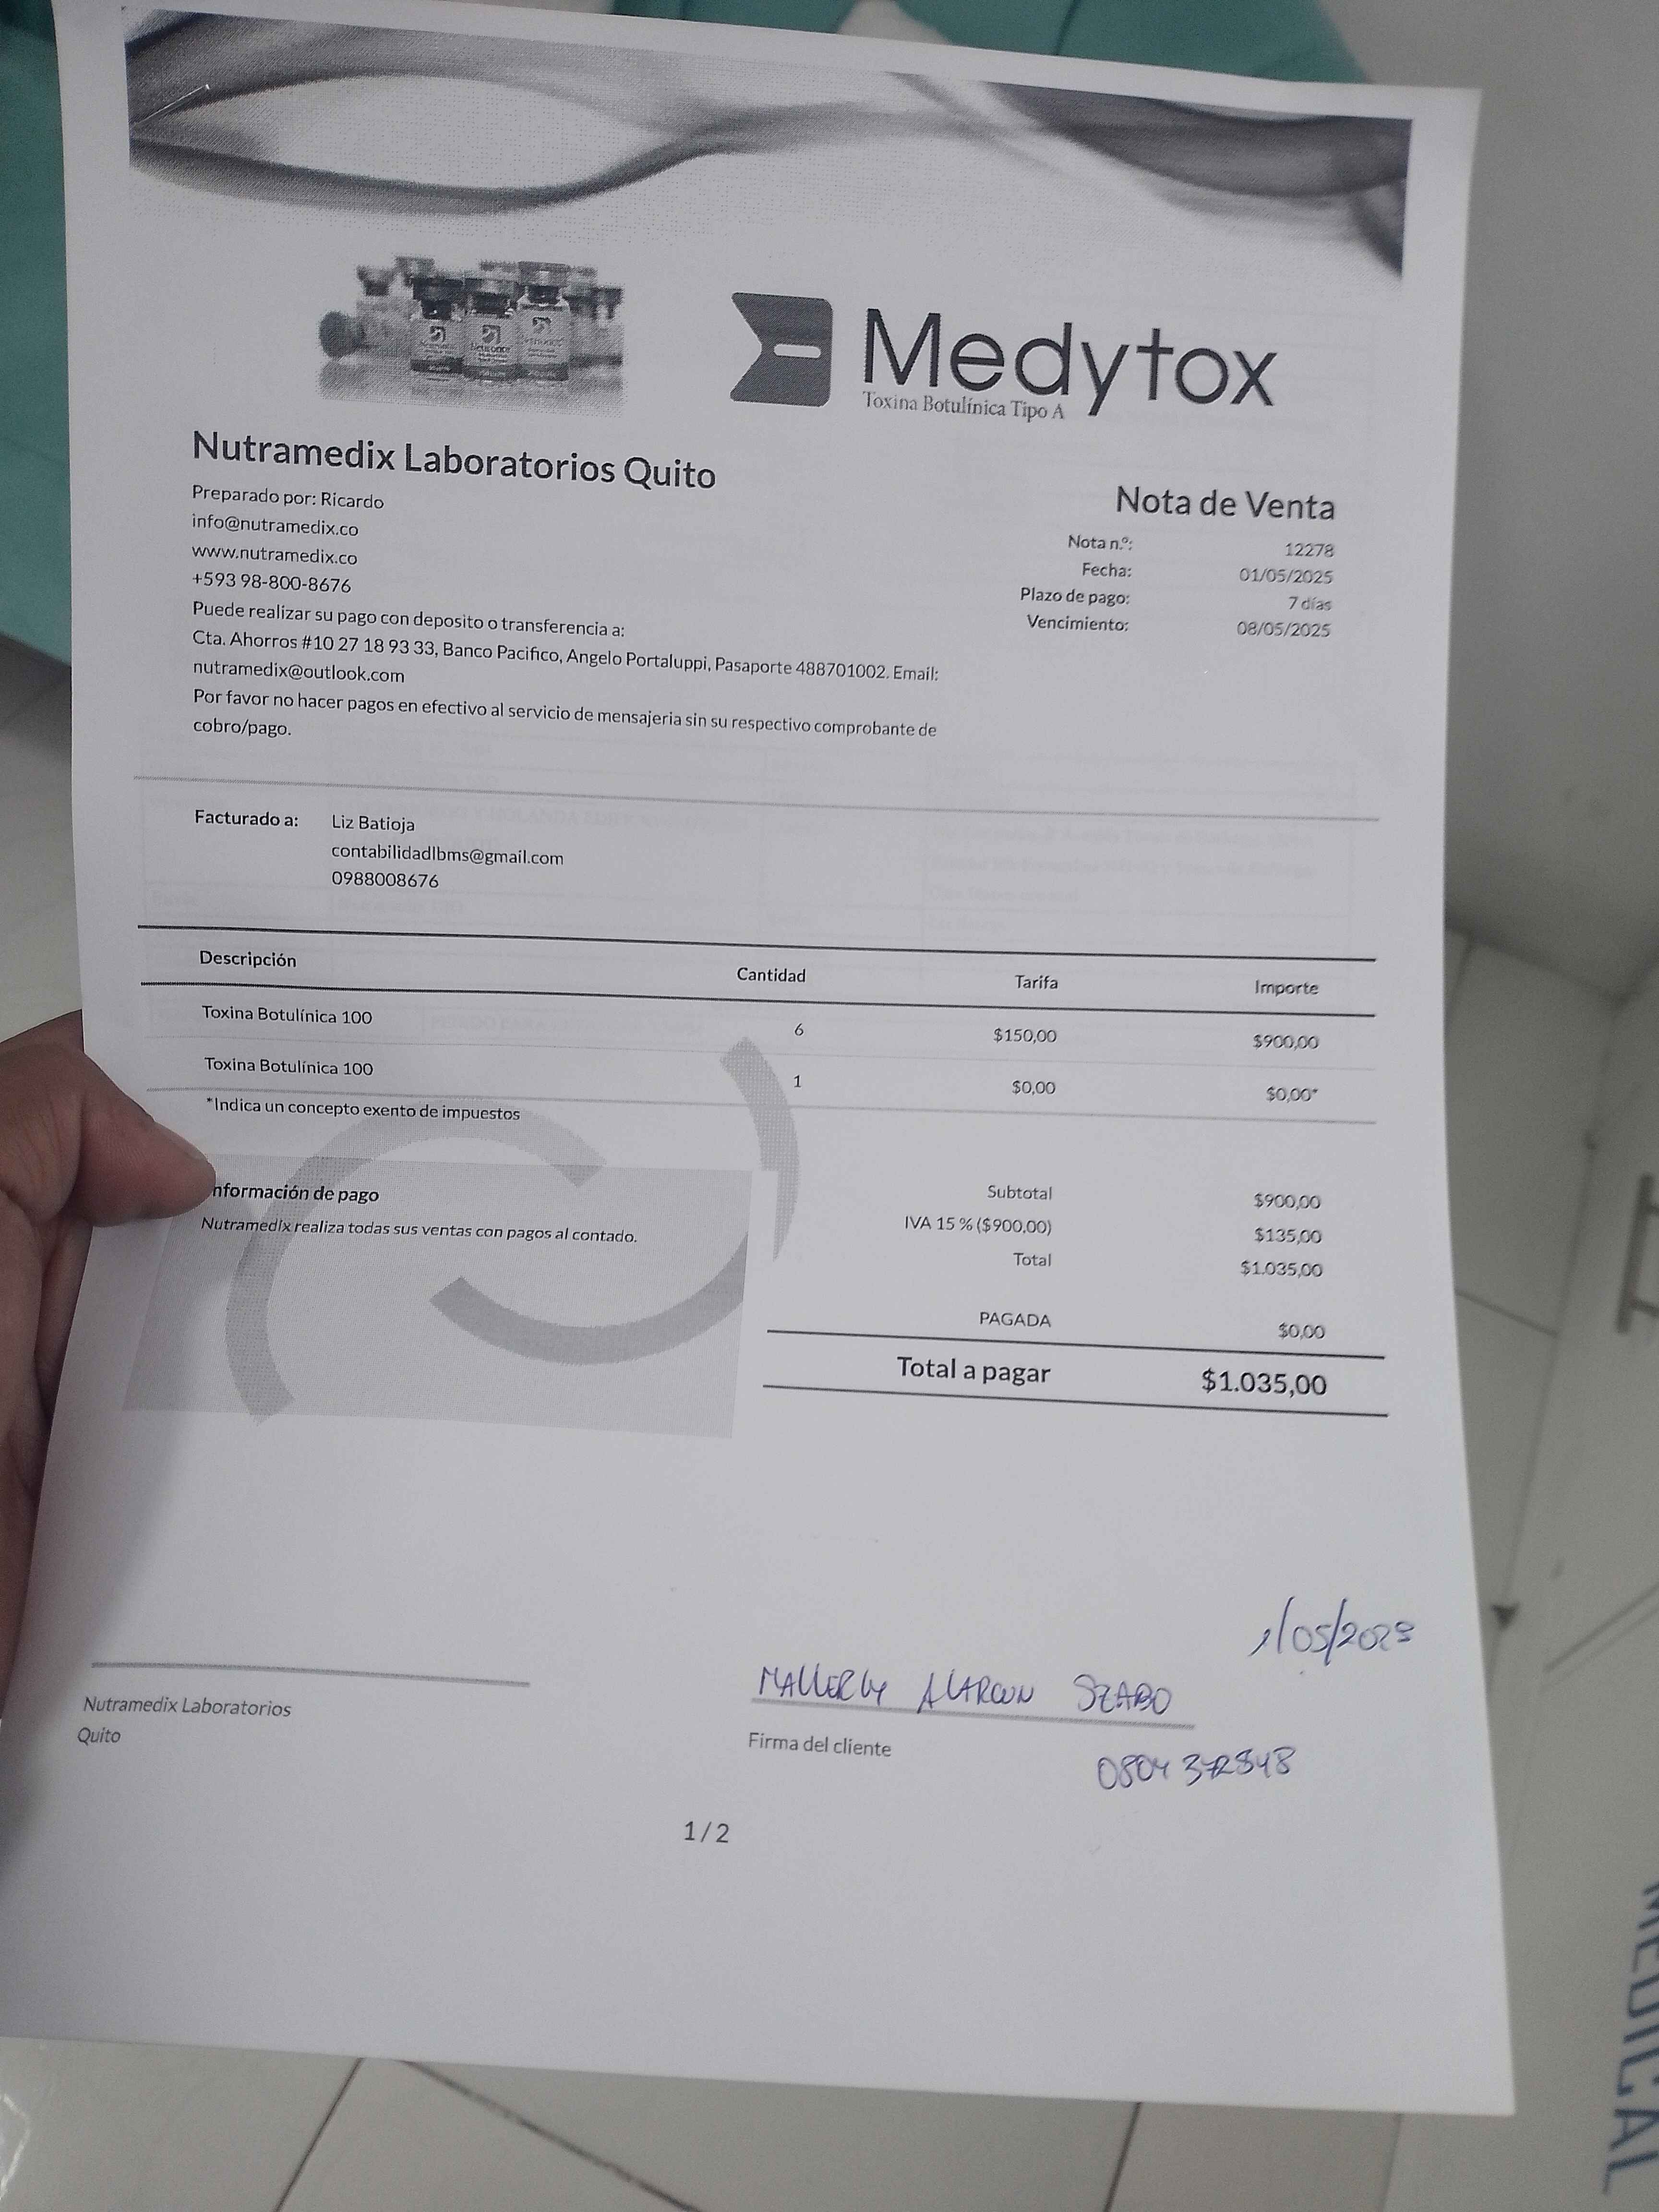 Medytox
Toxina Botulínica Tipo A
Nutramedix Laboratorios Quito
Preparado por: Ricardo
info@nutramedix.co
www.nutramedix.co
+593 98-800-8676
Puede realizar su pago con deposito o transferencia a:
Cta. Ahorros #10 27 18 93 33, Banco Pacifico, Angelo Portaluppi, Pasaporte 488701002. Email:
nutramedix@outlook.com
Por favor no hacer pagos en efectivo al servicio de mensajeria sin su respectivo comprobante de
cobro/pago.
Nota de Venta
Nota n.º: 12278
Fecha: 01/05/2025
Plazo de pago: 7 días
Vencimiento: 08/05/2025
Facturado a: Liz Batioja
contabilidadlbms@gmail.com
0988008676
Descripción Cantidad Tarifa Importe
Toxina Botulínica 100 6 $150,00 $900,00
Toxina Botulínica 100 1 $0,00 $0,00*
*Indica un concepto exento de impuestos
nformación de pago
Nutramedix realiza todas sus ventas con pagos al contado.
Subtotal $900,00
IVA 15 % ($900,00) $135,00
Total $1.035,00
PAGADA $0,00
Total a pagar $1.035,00
Nutramedix Laboratorios
Quito
SZABO
Firma del cliente
1 / 2
MEDICAL